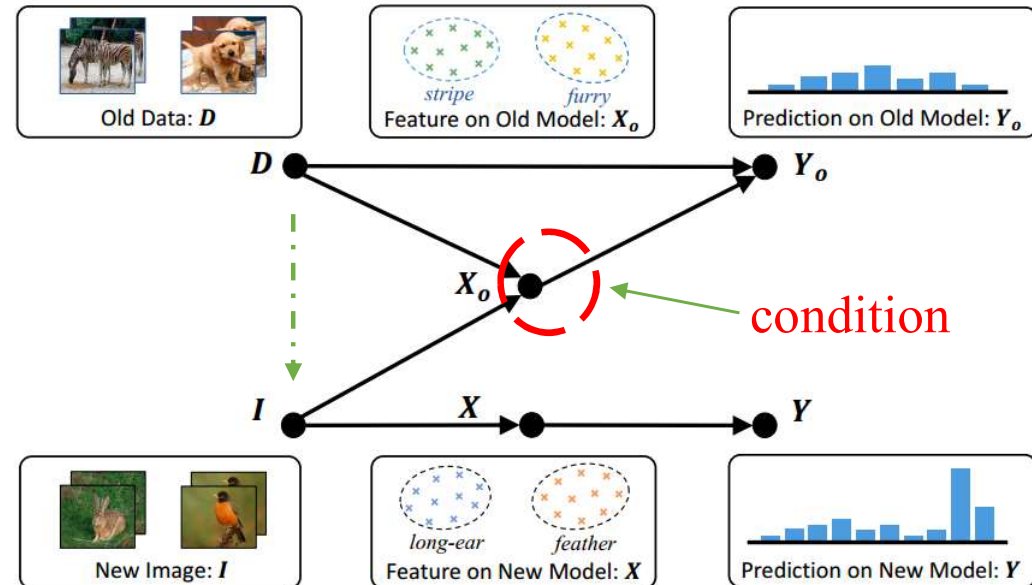 stripe
furry
Old Data: D
Feature on Old Model: Xₒ
Prediction on Old Model: Yₒ
D
Yₒ
Xₒ
condition
I
X
Y
long-ear
feather
New Image: I
Feature on New Model: X
Prediction on New Model: Y